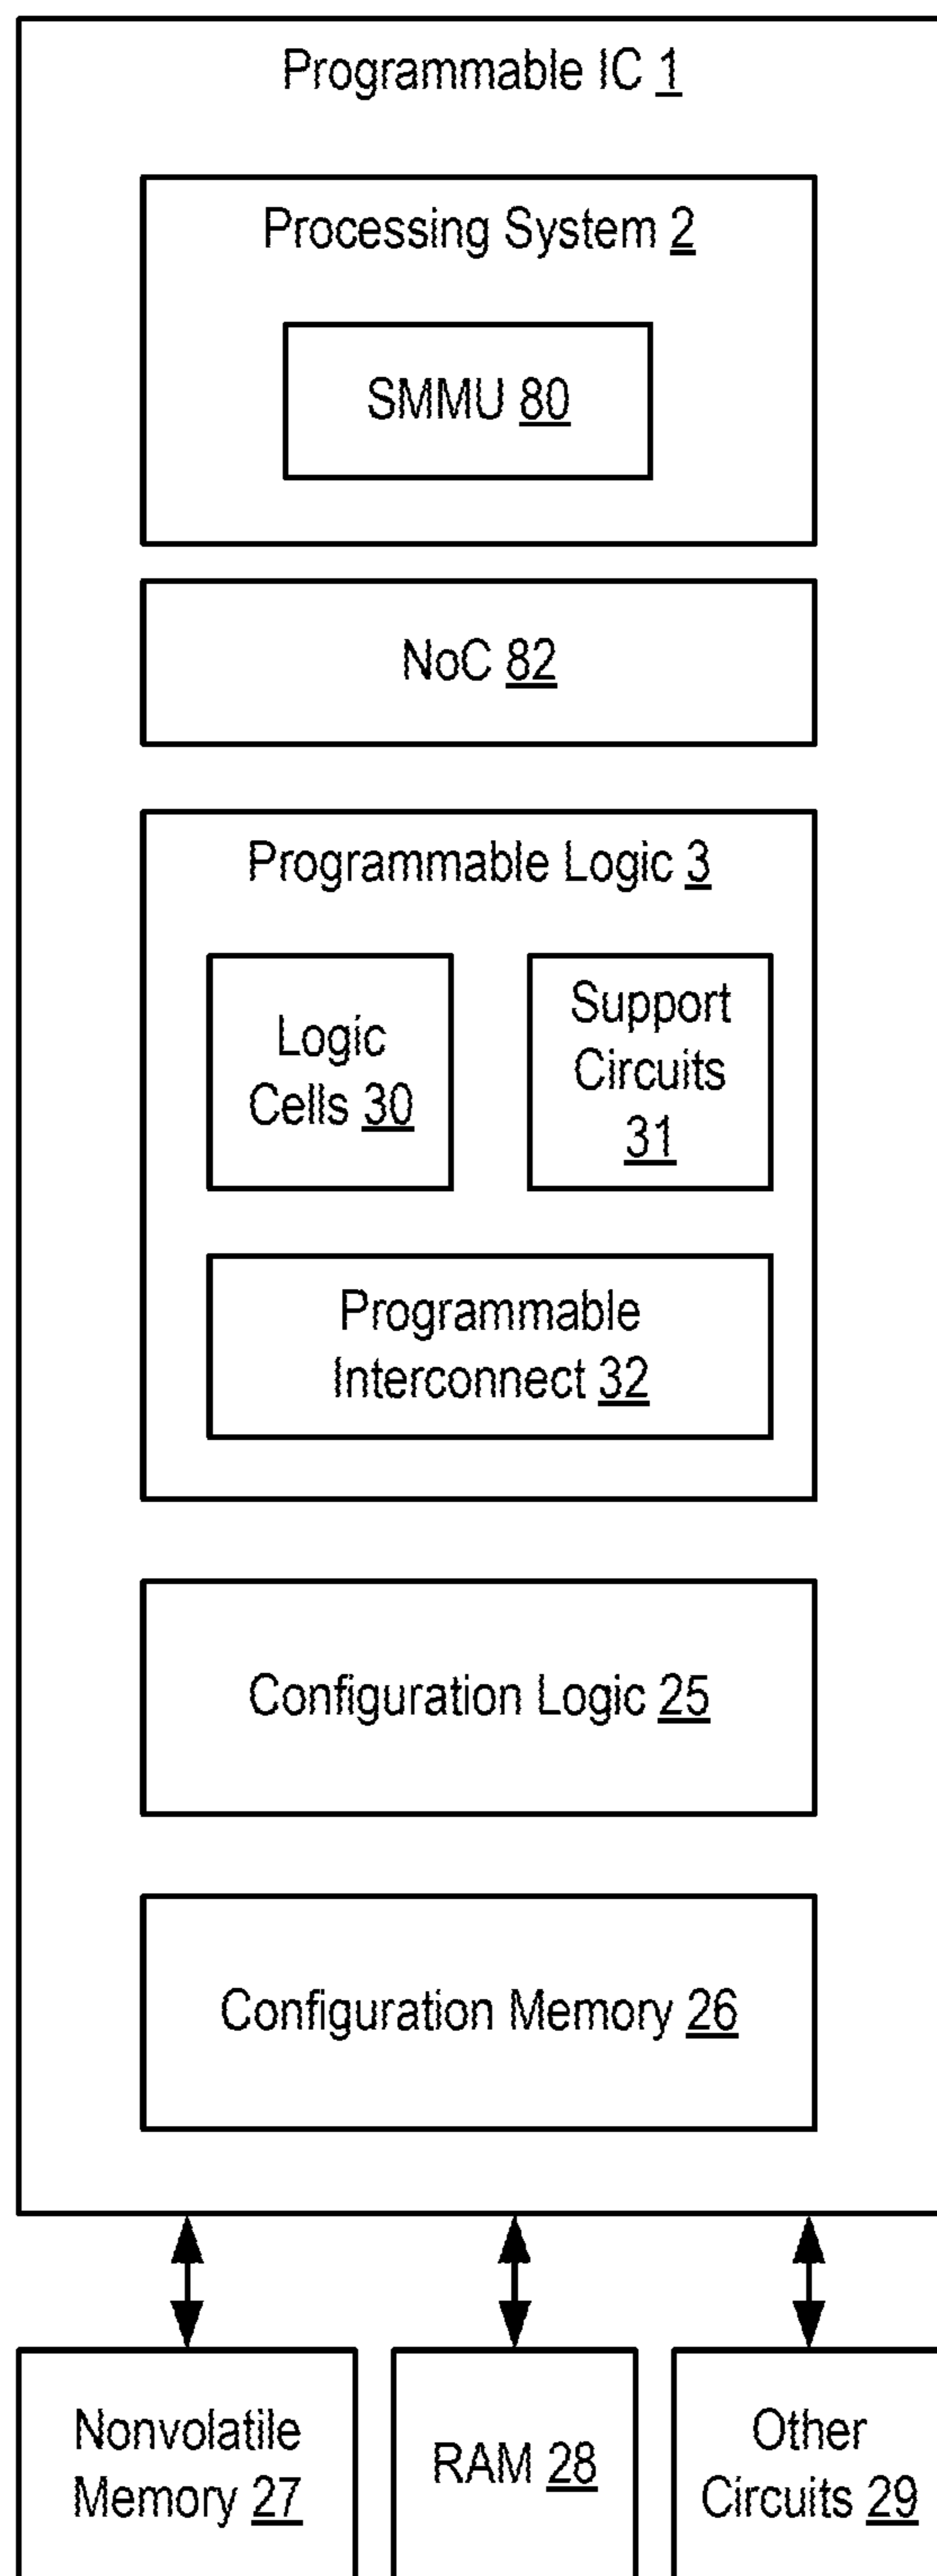 Programmable IC 1
Processing System 2
SMMU 80
NoC 82
Programmable Logic 3
Logic
Cells 30
Support
Circuits
31
Programmable
Interconnect 32
Configuration Logic 25
Configuration Memory 26
Nonvolatile
Memory 27
RAM 28
Other
Circuits 29